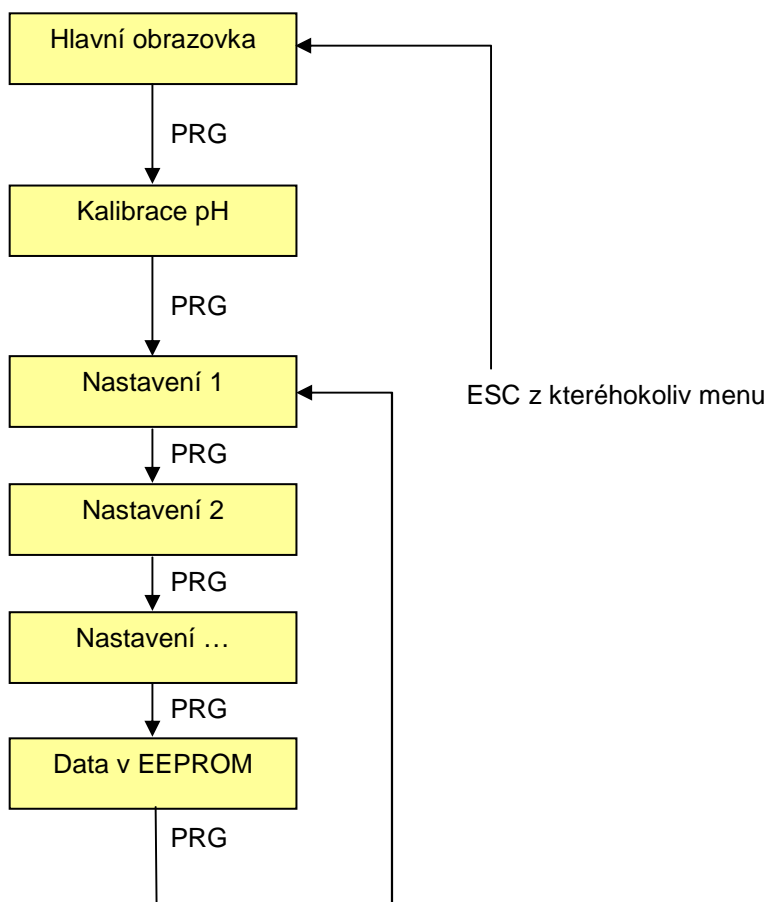 Hlavní obrazovka
PRG
Kalibrace pH
PRG
Nastavení 1
ESC z kteréhokoliv menu
PRG
Nastavení 2
PRG
Nastavení …
PRG
Data v EEPROM
PRG